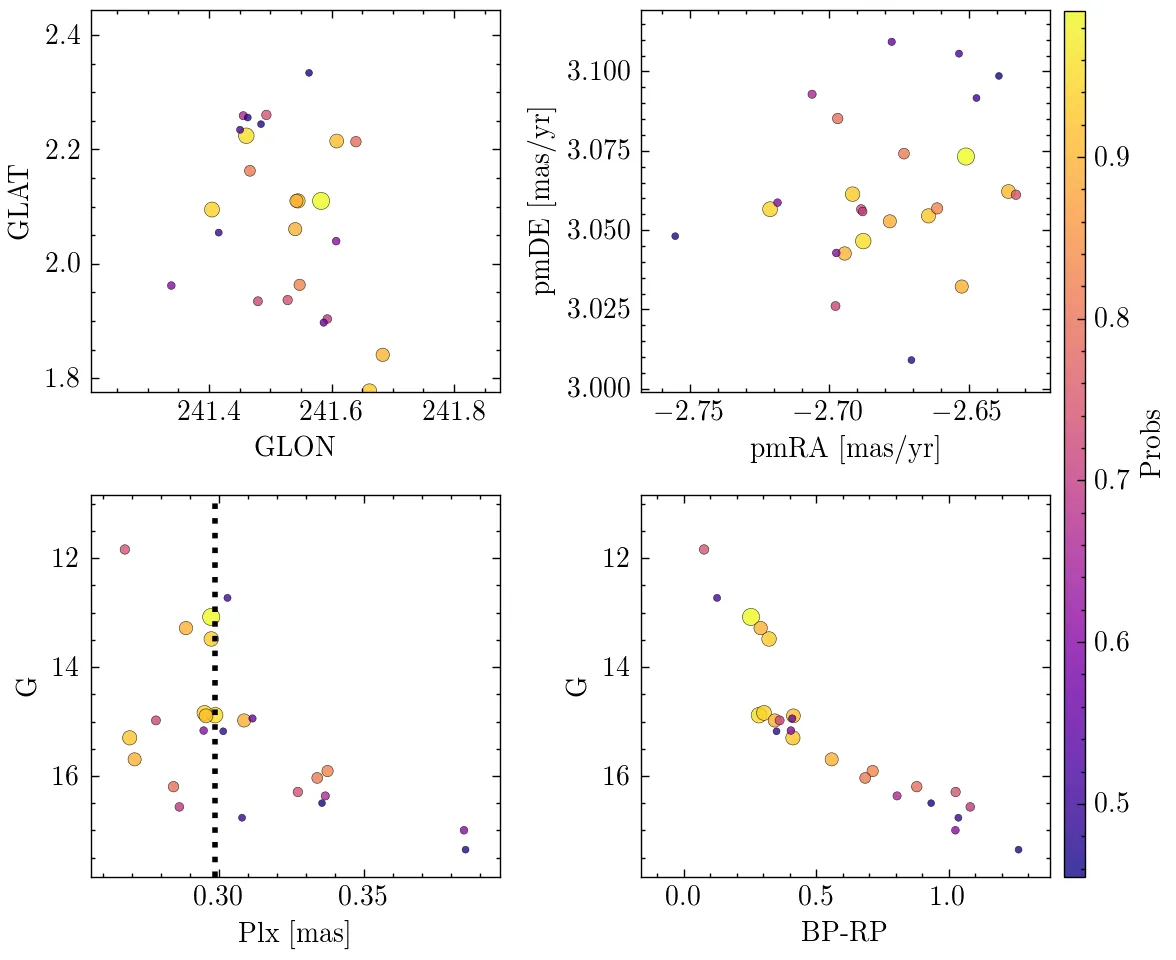 2.4
2.2
2.0
1.8
GLAT
241.4 241.6 241.8
GLON
3.100
3.075
3.050
3.025
3.000
pmDE [mas/yr]
−2.75 −2.70 −2.65
pmRA [mas/yr]
12
14
16
G
0.30 0.35
Plx [mas]
12
14
16
G
0.0 0.5 1.0
BP-RP
0.9
0.8
0.7
0.6
0.5
Probs